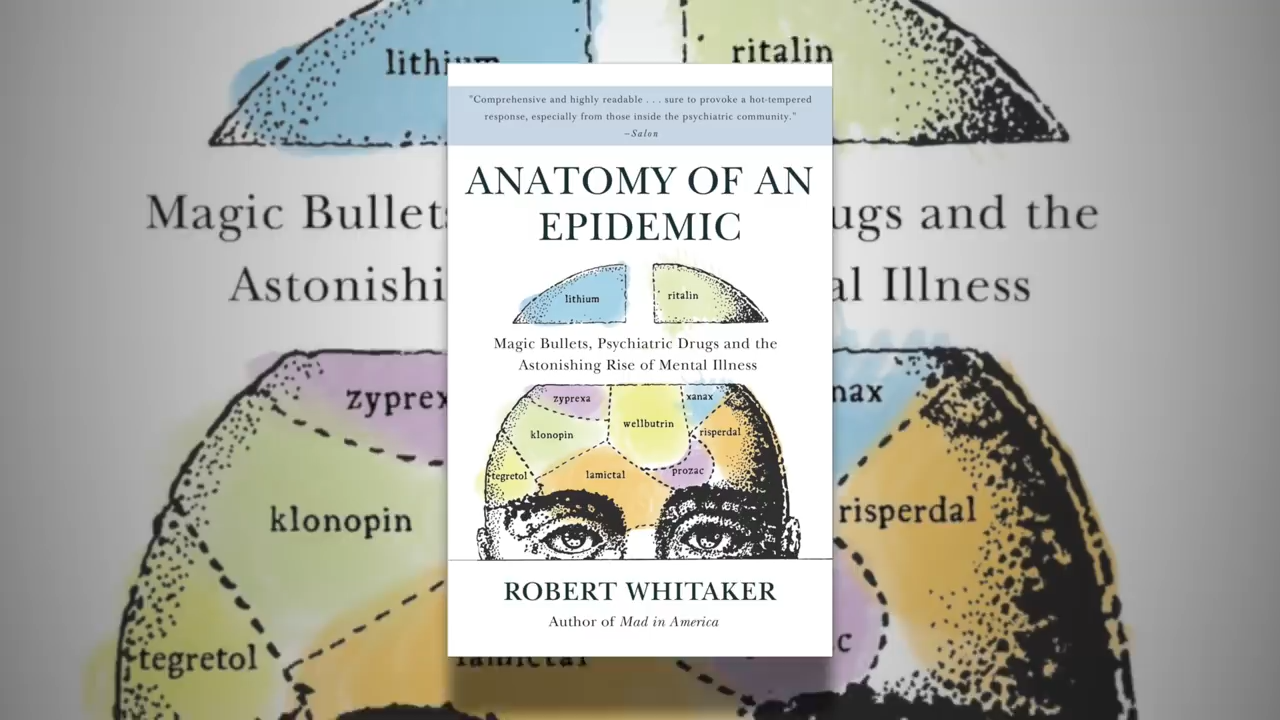 lithium
ritalin
Magic Bullets
ugs and the
Astonishi
al Illness
zyprex
nax
klonopin
risperdal
tegretol
lamictal
c
"Comprehensive and highly readable . . . sure to provoke a hot-tempered
response, especially from those inside the psychiatric community."
–Salon
ANATOMY OF AN
EPIDEMIC
lithium
ritalin
Magic Bullets, Psychiatric Drugs and the
Astonishing Rise of Mental Illness
zyprexa
xanax
wellbutrin
klonopin
risperdal
tegretol
lamictal
prozac
ROBERT WHITAKER
Author of Mad in America